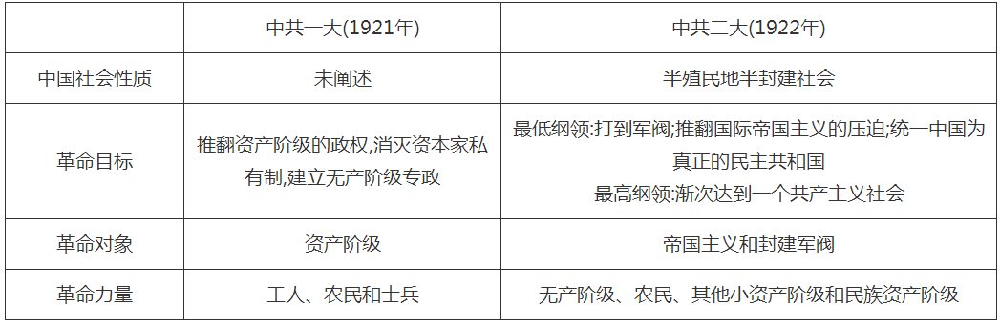 中共一大(1921年)
中共二大(1922年)
中国社会性质
未阐述
半殖民地半封建社会
革命目标
推翻资产阶级的政权,消灭资本家私
有制,建立无产阶级专政
最低纲领:打到军阀;推翻国际帝国主义的压迫;统一中国为
真正的民主共和国
最高纲领:渐次达到一个共产主义社会
革命对象
资产阶级
帝国主义和封建军阀
革命力量
工人、农民和士兵
无产阶级、农民、其他小资产阶级和民族资产阶级